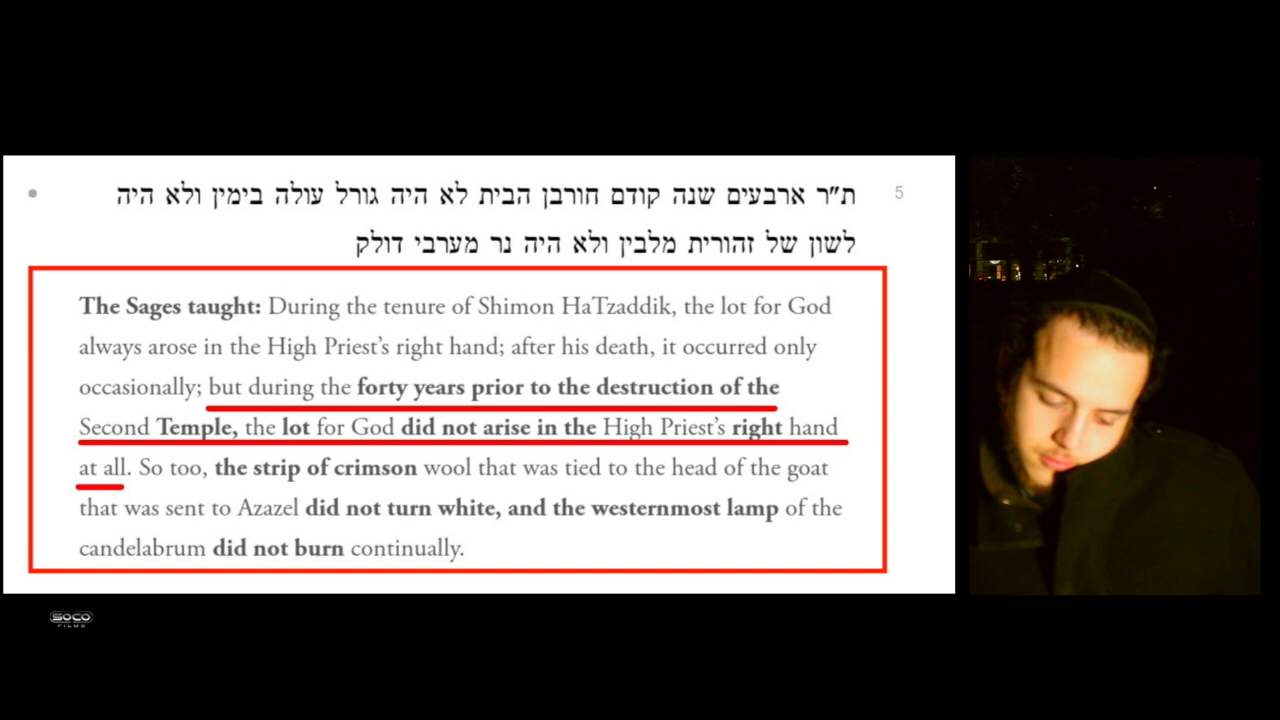 ת"ר ארבעים שנה קודם חורבן הבית לא היה גורל עולה בימין ולא היה
5
לשון של זהורית מלבין ולא היה נר מערבי דולק
The Sages taught: During the tenure of Shimon HaTzaddik, the lot for God
always arose in the High Priest's right hand; after his death, it occurred only
occasionally; but during the forty years prior to the destruction of the
Second Temple, the lot for God did not arise in the High Priest's right hand
at all. So too, the strip of crimson wool that was tied to the head of the goat
that was sent to Azazel did not turn white, and the westernmost lamp of the
candelabrum did not burn continually.
SOCO
FILMS